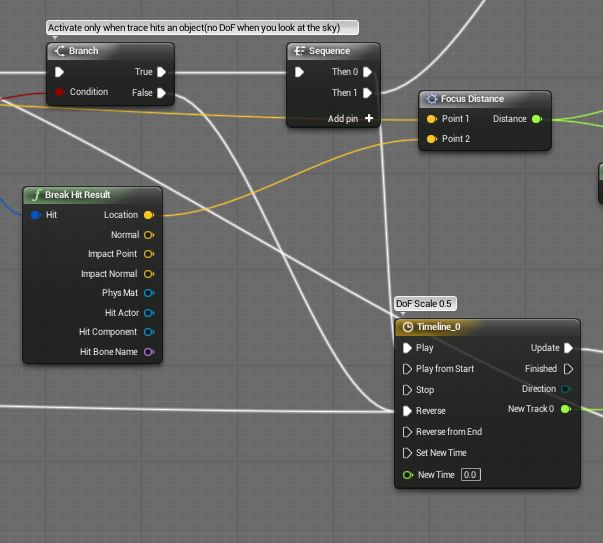 Activate only when trace hits an object(no DoF when you look at the sky)
Branch
True
Condition
False
Sequence
Then 0
Then 1
Add pin
Focus Distance
Point 1
Distance
Point 2
Break Hit Result
Hit
Location
Normal
Impact Point
Impact Normal
Phys Mat
Hit Actor
Hit Component
Hit Bone Name
DoF Scale 0.5
Timeline_0
Play
Update
Play from Start
Finished
Stop
Direction
Reverse
New Track 0
Reverse from End
Set New Time
New Time 0.0